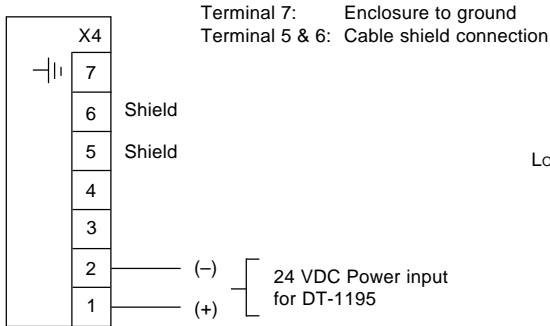 Terminal 7: Enclosure to ground
Terminal 5 & 6: Cable shield connection
X4
7
6 Shield
5 Shield
4
3
2 (–)
24 VDC Power input
for DT-1195
1 (+)
Lo